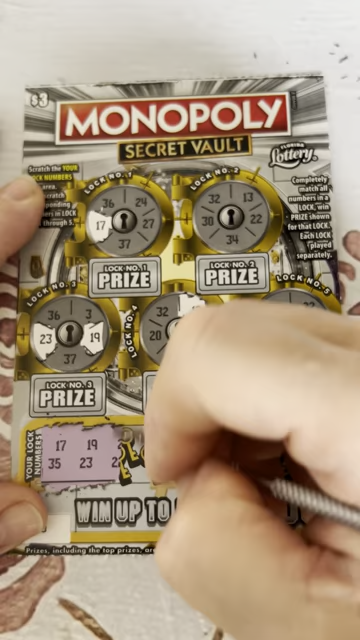 $3
MONOPOLY
SECRET VAULT
FLORIDA
Lottery
Scratch the YOUR
LOCK NUMBERS
area.
Completely
match all
numbers in a
LOCK, win
PRIZE shown
for that LOCK.
Each LOCK
played
separately.
LOCK NO. 1
36 24
17 27
37
LOCK NO. 1
PRIZE
LOCK NO. 2
30 13
32 22
34
LOCK NO. 2
PRIZE
LOCK NO. 3
36 3
23 19
37
LOCK NO. 3
PRIZE
LOCK NO. 4
32
20
LOCK NO. 5
YOUR LOCK
NUMBERS
17 19
35 23
WIN UP TO
Prizes, including the top prizes,